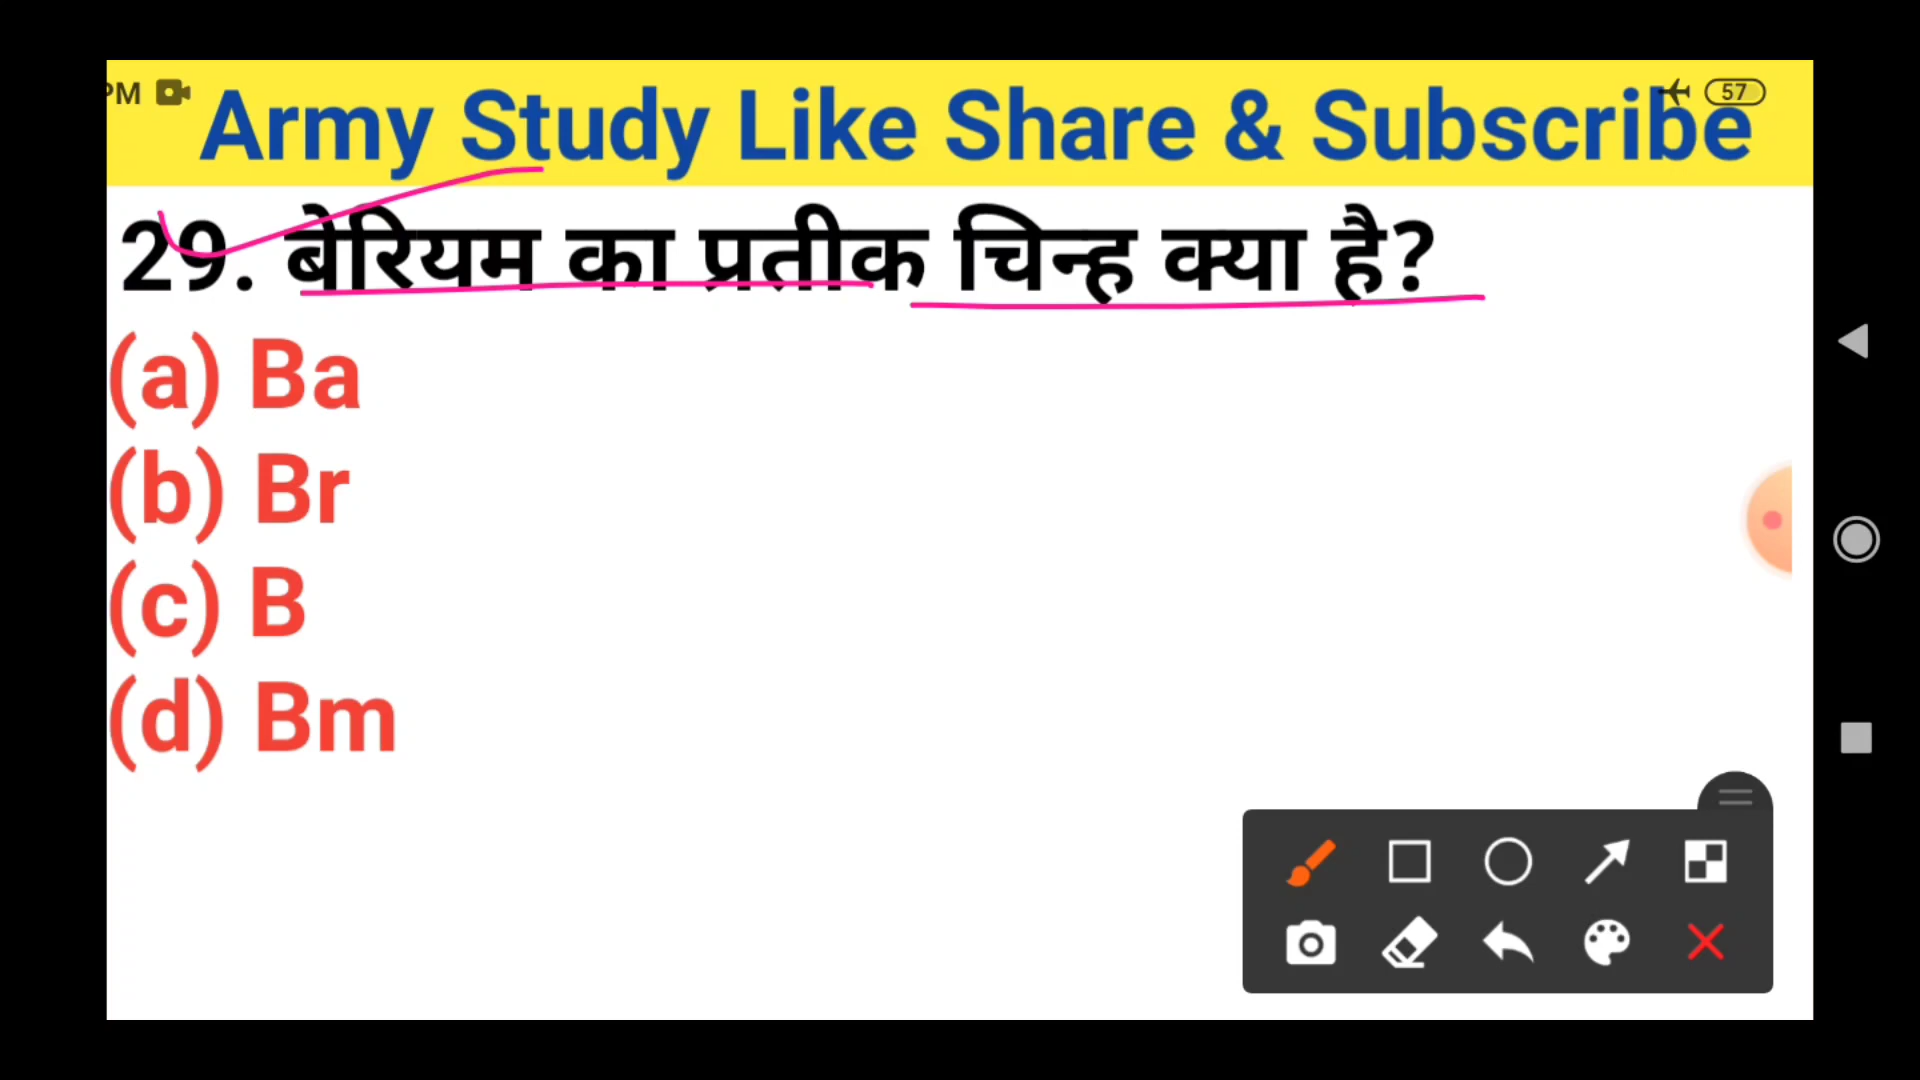 PM
57
Army Study Like Share & Subscribe
29. बेरियम का प्रतीक चिन्ह क्या है?
(a) Ba
(b) Br
(c) B
(d) Bm